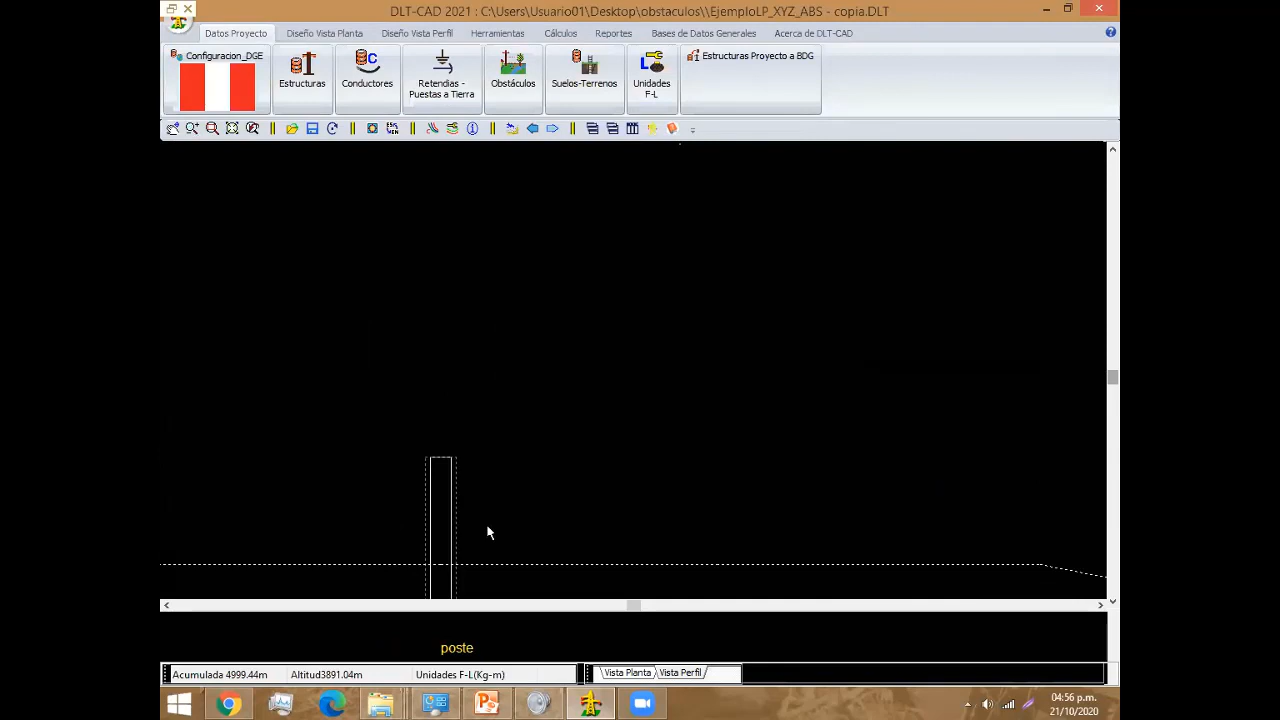 DLT-CAD 2021 : C:\Users\Usuario01\Desktop\obstaculos\\EjemploLP_XYZ_ABS - copia.DLT
Datos Proyecto Diseño Vista Planta Diseño Vista Perfil Herramientas Cálculos Reportes Bases de Datos Generales Acerca de DLT-CAD
Configuracion_DGE
Estructuras
Conductores
Retendias -
Puestas a Tierra
Obstáculos
Suelos-Terrenos
Unidades
F-L
Estructuras Proyecto a BDG
poste
Acumulada 4999.44m Altitud3891.04m Unidades F-L(Kg-m) Vista Planta Vista Perfil
04:56 p.m.
21/10/2020